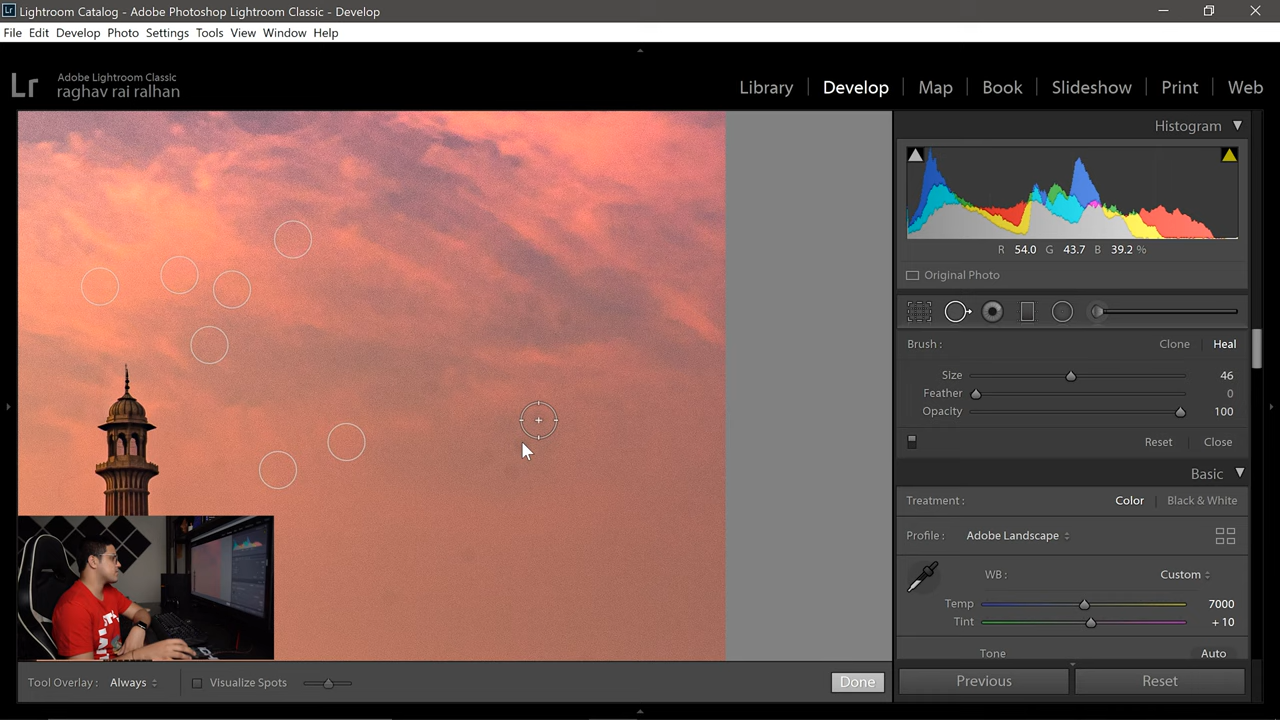 Lr Lightroom Catalog - Adobe Photoshop Lightroom Classic - Develop
File Edit Develop Photo Settings Tools View Window Help
Lr Adobe Lightroom Classic
raghav rai ralhan
Library | Develop | Map | Book | Slideshow | Print | Web
Histogram
R 54.0 G 43.7 B 39.2 %
Original Photo
Brush : Clone | Heal
Size 46
Feather 0
Opacity 100
Reset Close
Basic
Treatment : Color | Black & White
Profile : Adobe Landscape
WB : Custom
Temp 7000
Tint + 10
Tone Auto
Tool Overlay : Always Visualize Spots Done
Previous Reset